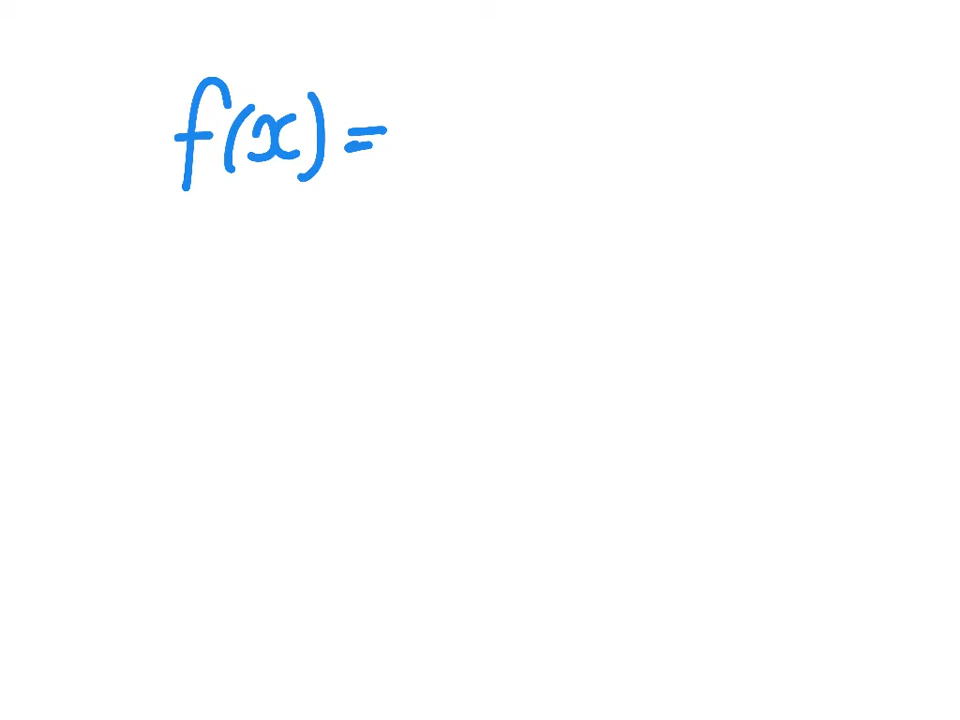 f(x) =